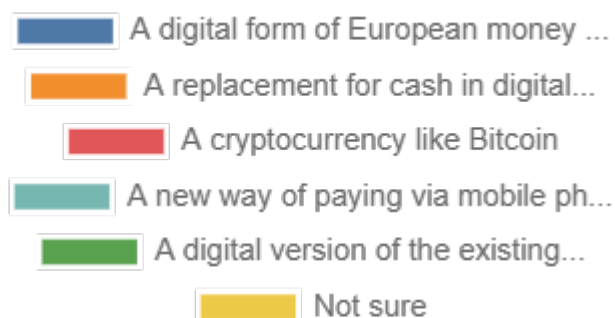 A digital form of European money ...
A replacement for cash in digital...
A cryptocurrency like Bitcoin
A new way of paying via mobile ph...
A digital version of the existing...
Not sure